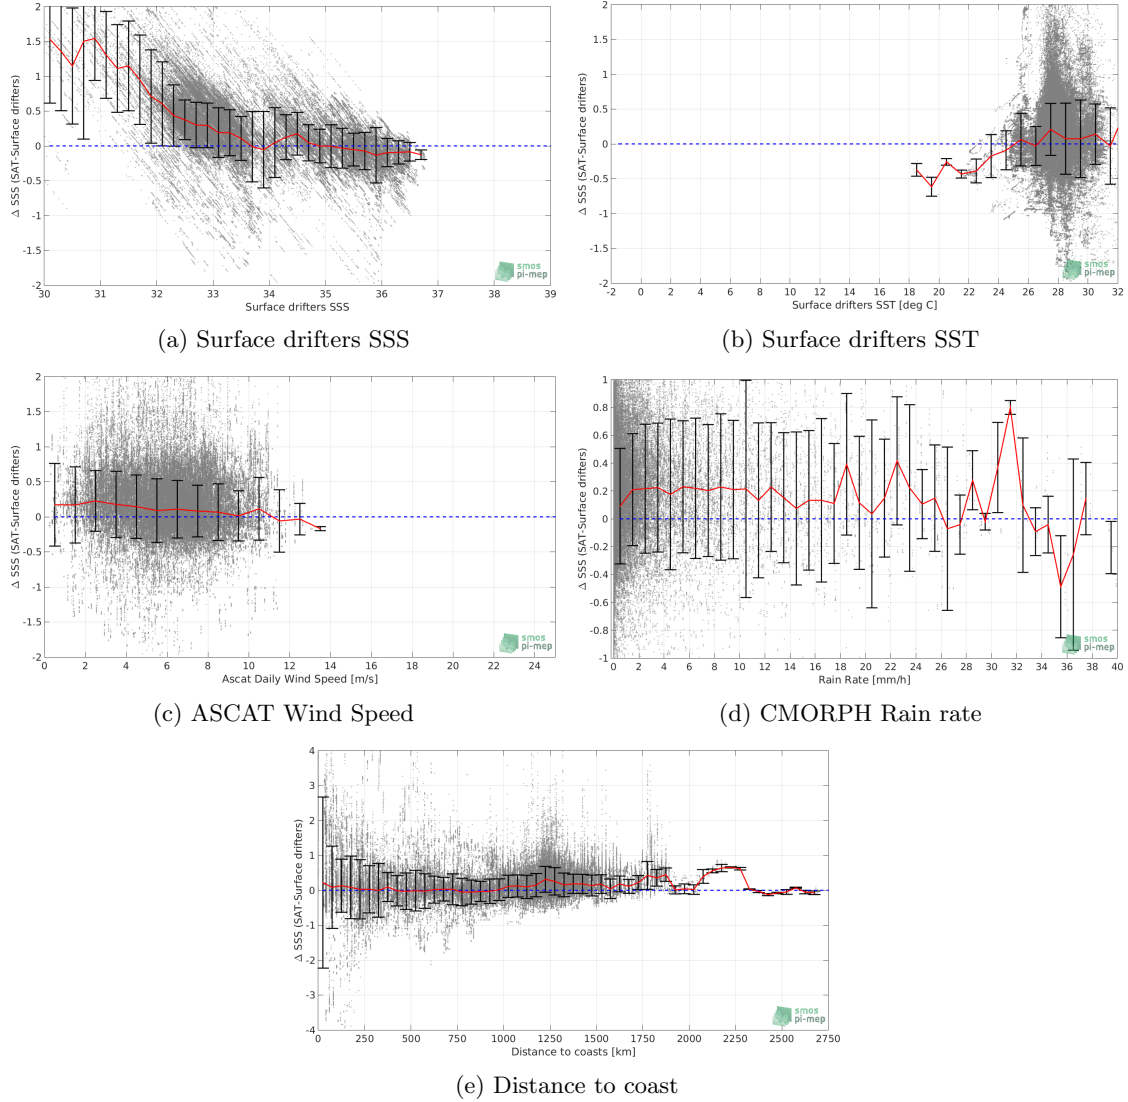 Δ SSS (SAT-Surface drifters)
2
1.5
1
0.5
0
-0.5
-1
-1.5
-2
30 31 32 33 34 35 36 37 38 39
Surface drifters SSS
smos
pi-mep
(a) Surface drifters SSS
Δ SSS (SAT-Surface drifters)
2
1.5
1
0.5
0
-0.5
-1
-1.5
-2
-2 0 2 4 6 8 10 12 14 16 18 20 22 24 26 28 30 32
Surface drifters SST [deg C]
smos
pi-mep
(b) Surface drifters SST
Δ SSS (SAT-Surface drifters)
2
1.5
1
0.5
0
-0.5
-1
-1.5
-2
0 2 4 6 8 10 12 14 16 18 20 22 24
Ascat Daily Wind Speed [m/s]
smos
pi-mep
(c) ASCAT Wind Speed
Δ SSS (SAT-Surface drifters)
1
0.8
0.6
0.4
0.2
0
-0.2
-0.4
-0.6
-0.8
-1
0 2 4 6 8 10 12 14 16 18 20 22 24 26 28 30 32 34 36 38 40
Rain Rate [mm/h]
smos
pi-mep
(d) CMORPH Rain rate
Δ SSS (SAT-Surface drifters)
4
3
2
1
0
-1
-2
-3
-4
0 250 500 750 1000 1250 1500 1750 2000 2250 2500 2750
Distance to coasts [km]
smos
pi-mep
(e) Distance to coast